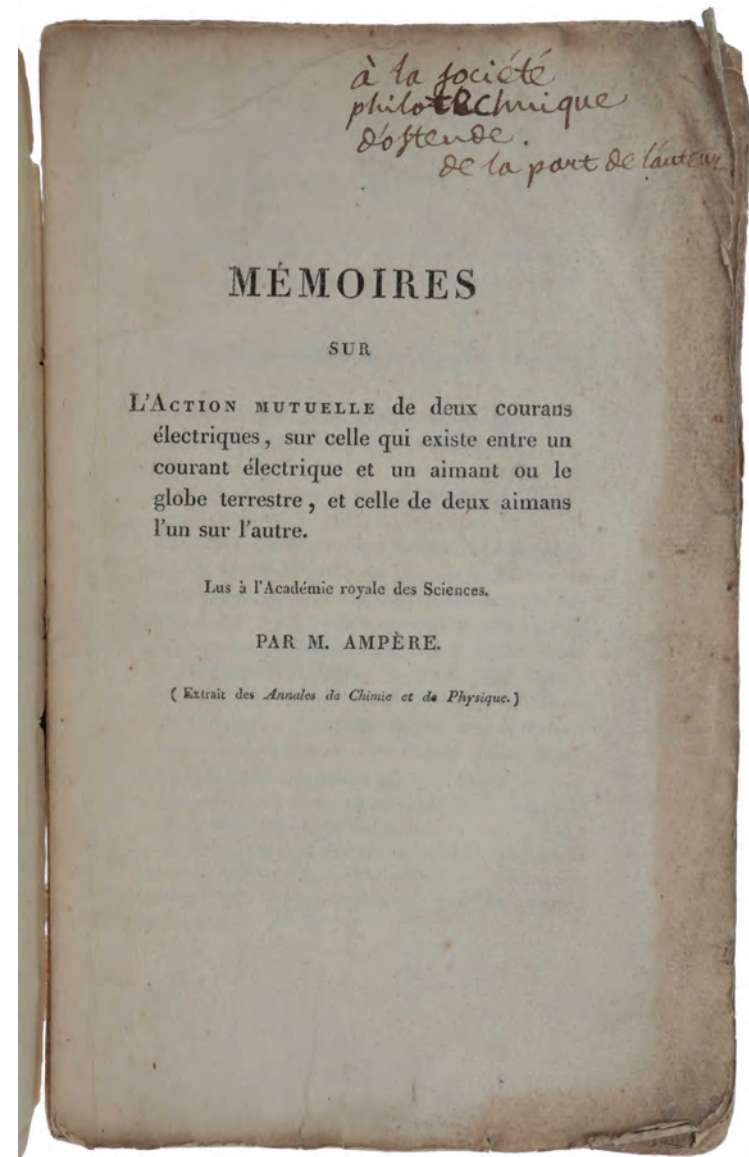 à la société
philotechnique
d'ostende.
de la part de l'auteur
MÉMOIRES
SUR
L'ACTION MUTUELLE de deux courans
électriques, sur celle qui existe entre un
courant électrique et un aimant ou le
globe terrestre, et celle de deux aimans
l'un sur l'autre.
Lus à l'Académie royale des Sciences.
PAR M. AMPÈRE.
( Extrait des Annales de Chimie et de Physique. )